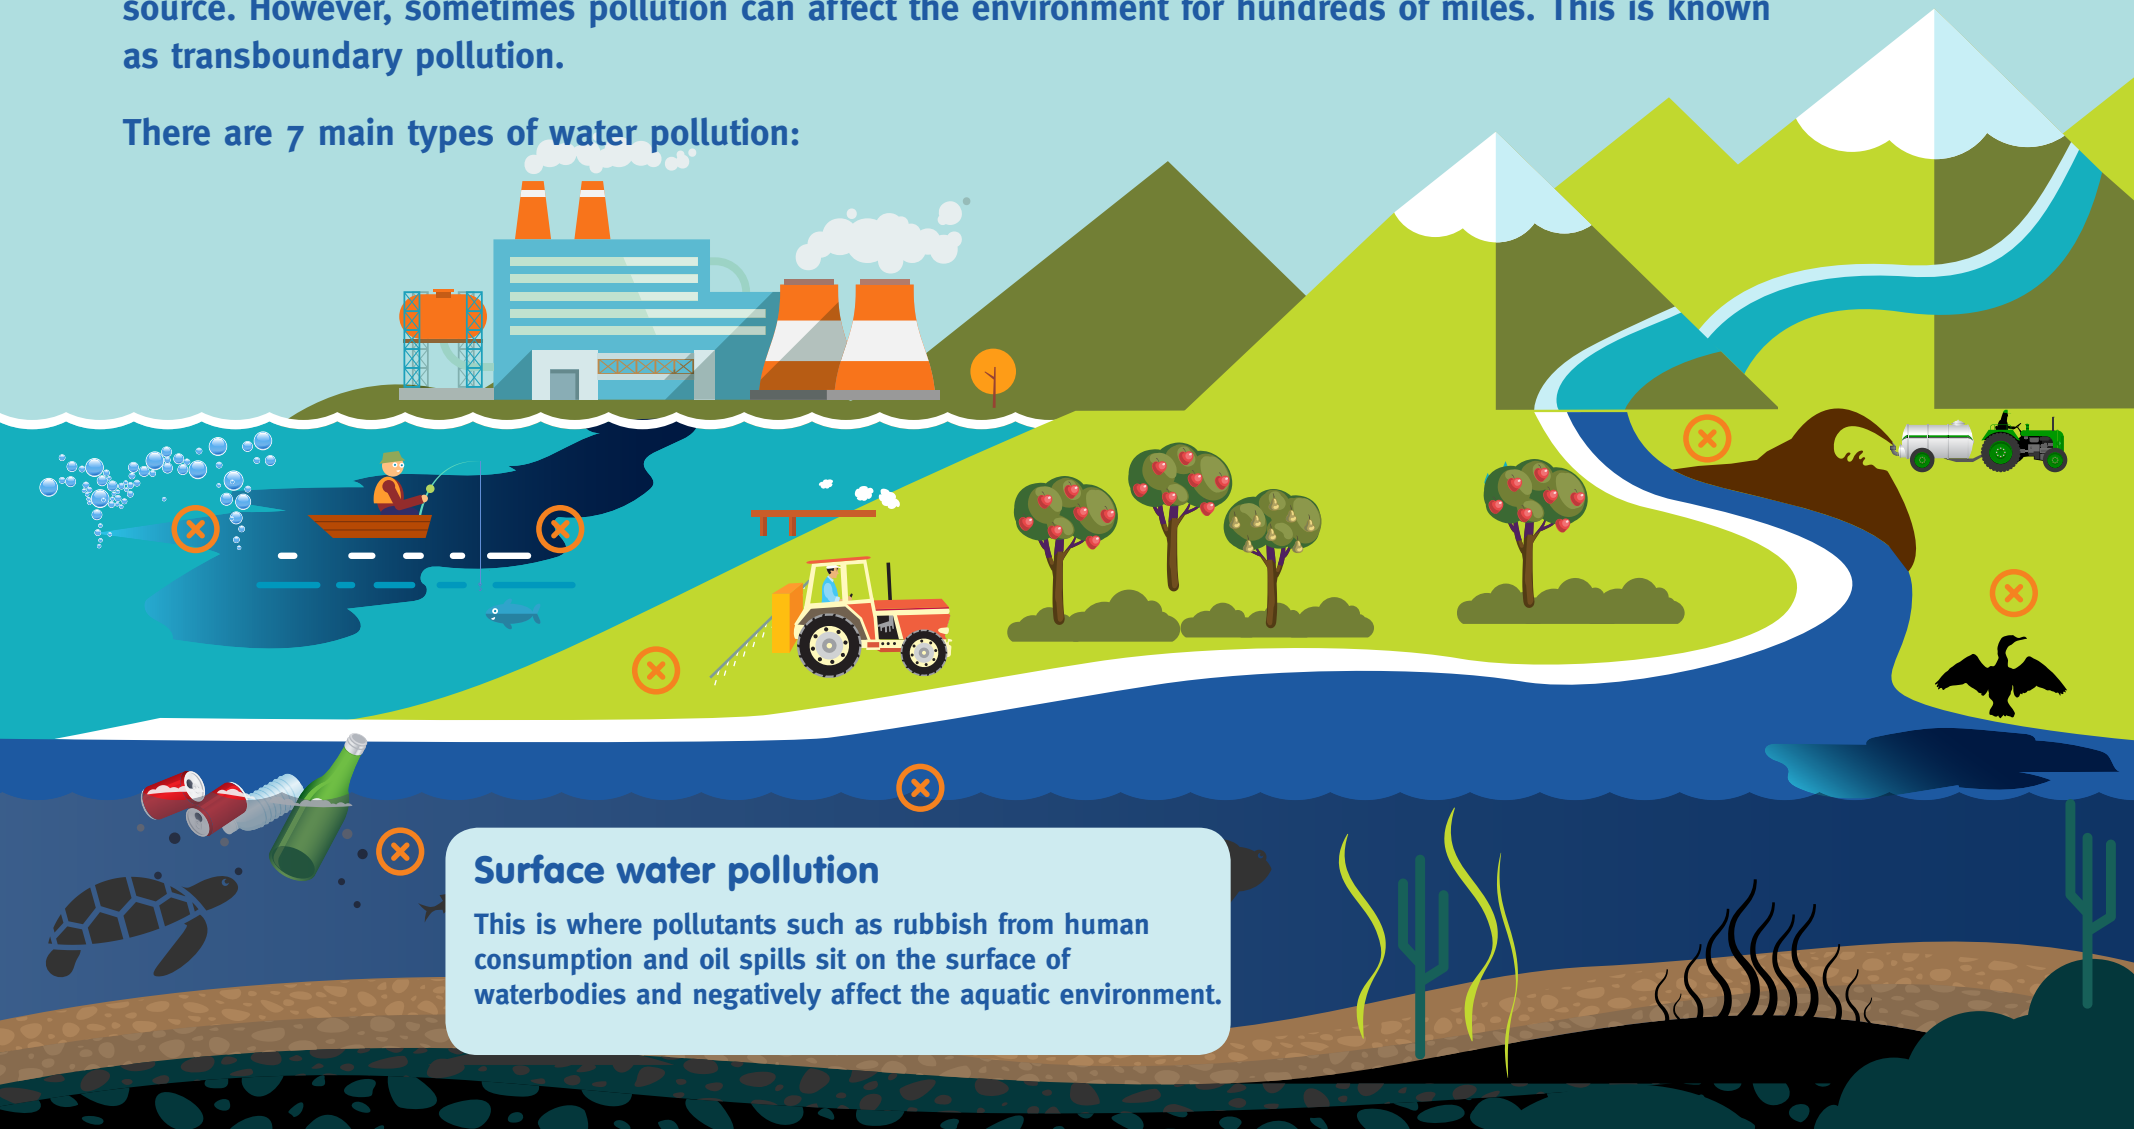 source. However, sometimes pollution can affect the environment for hundreds of miles. This is known
as transboundary pollution.
There are 7 main types of water pollution:
Surface water pollution
This is where pollutants such as rubbish from human
consumption and oil spills sit on the surface of
waterbodies and negatively affect the aquatic environment.